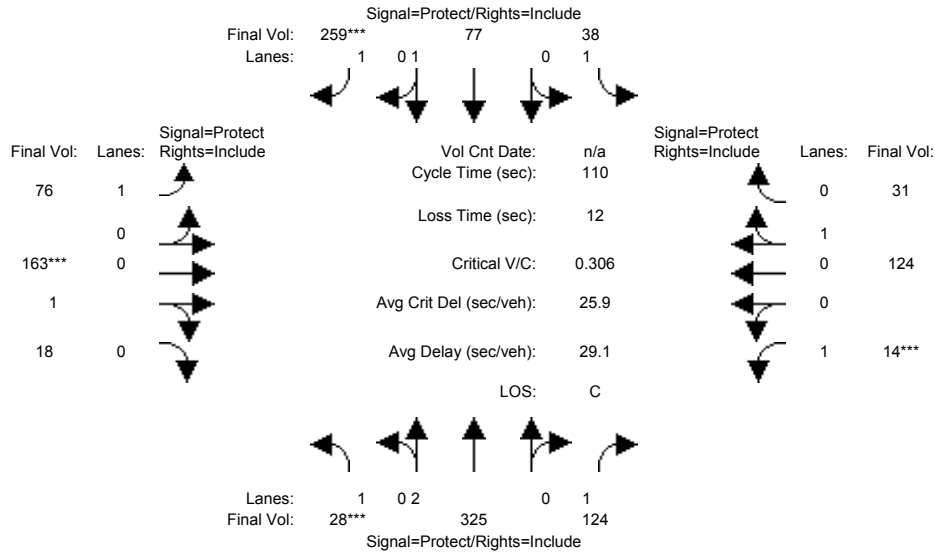 Signal=Protect/Rights=Include
Final Vol: 259*** 77 38
Lanes: 1 0 1 0 1
Signal=Protect
Final Vol: Lanes: Rights=Include
Vol Cnt Date: n/a
Signal=Protect
Rights=Include Lanes: Final Vol:
Cycle Time (sec): 110
76 1
0 31
Loss Time (sec): 12
0
1
163*** 0
Critical V/C: 0.306
0 124
1
Avg Crit Del (sec/veh): 25.9
0
18 0
Avg Delay (sec/veh): 29.1
1 14***
LOS: C
Lanes: 1 0 2 0 1
Final Vol: 28*** 325 124
Signal=Protect/Rights=Include